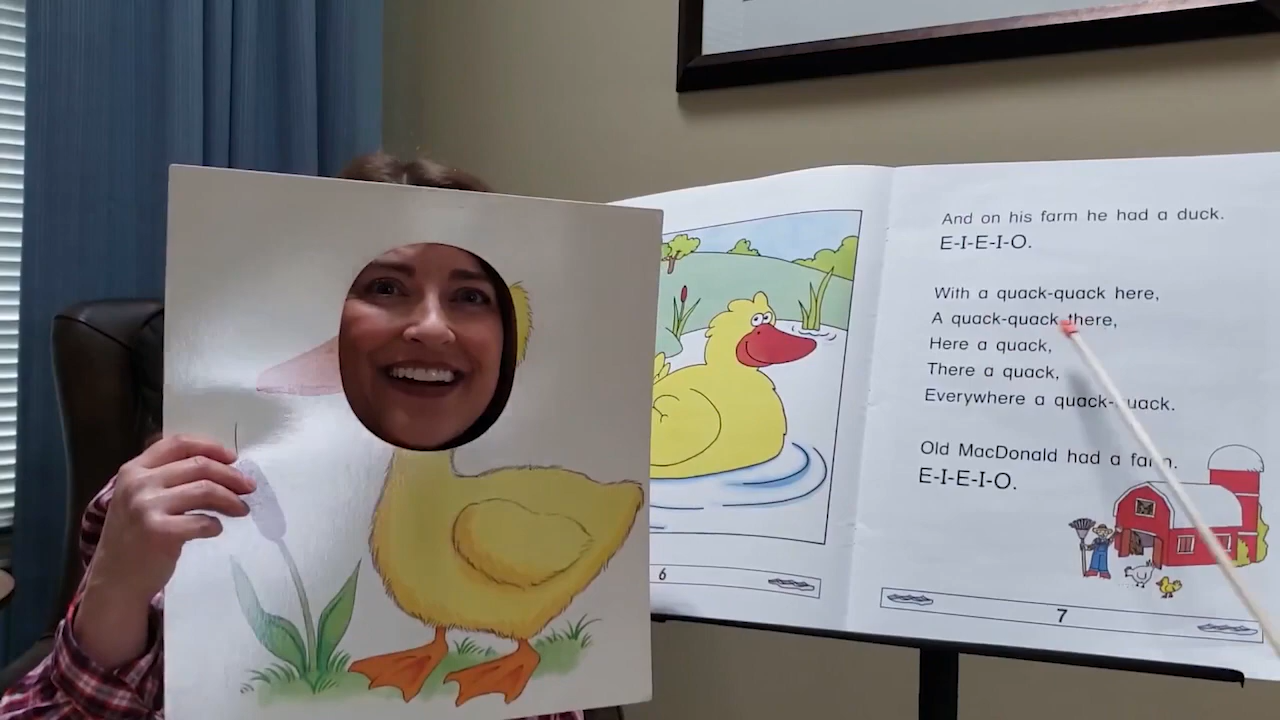 And on his farm he had a duck.
E-I-E-I-O.
With a quack-quack here,
A quack-quack there,
Here a quack,
There a quack,
Everywhere a quack-quack.
Old MacDonald had a farm.
E-I-E-I-O.
6
7